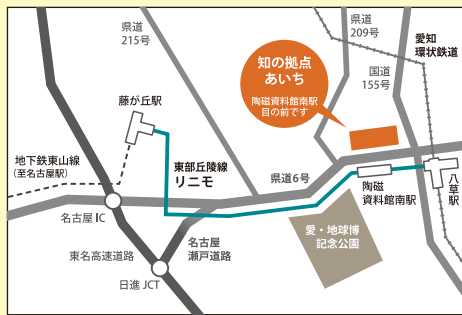 県道
215号
県道
209号
愛知
環状鉄道
国道
155号
知の拠点
あいち
陶磁資料館南駅
目の前です
藤が丘駅
地下鉄東山線
（至名古屋駅）
東部丘陵線
リニモ
県道6号
陶磁
資料館南駅
八草駅
名古屋IC
愛・地球博
記念公園
東名高速道路
名古屋
瀬戸道路
日進JCT